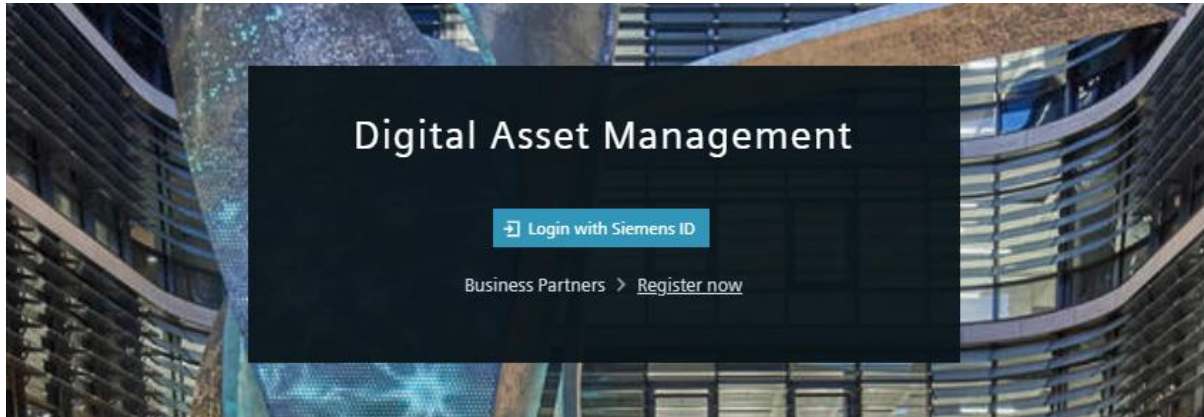 Digital Asset Management
Login with Siemens ID
Business Partners > Register now